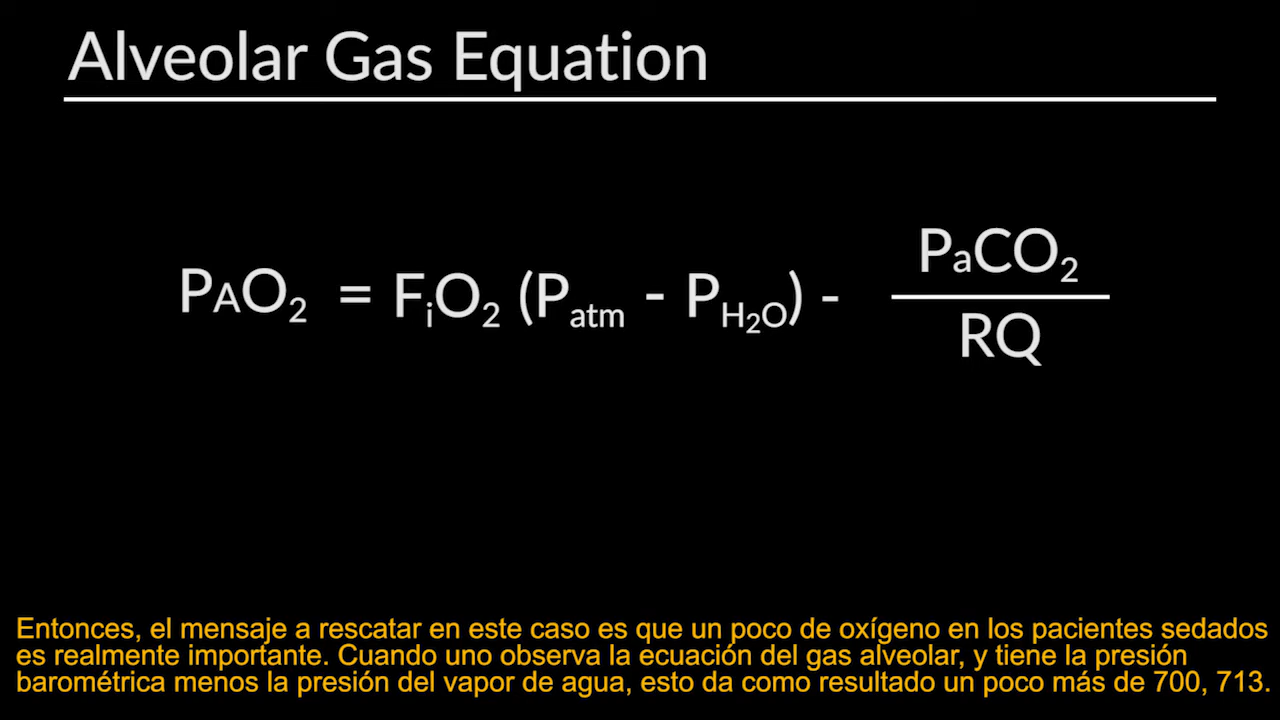 Alveolar Gas Equation
PAO₂ = FᵢO₂ (Patm - PH₂O) - PaCO₂ / RQ
Entonces, el mensaje a rescatar en este caso es que un poco de oxígeno en los pacientes sedados
es realmente importante. Cuando uno observa la ecuación del gas alveolar, y tiene la presión
barométrica menos la presión del vapor de agua, esto da como resultado un poco más de 700, 713.